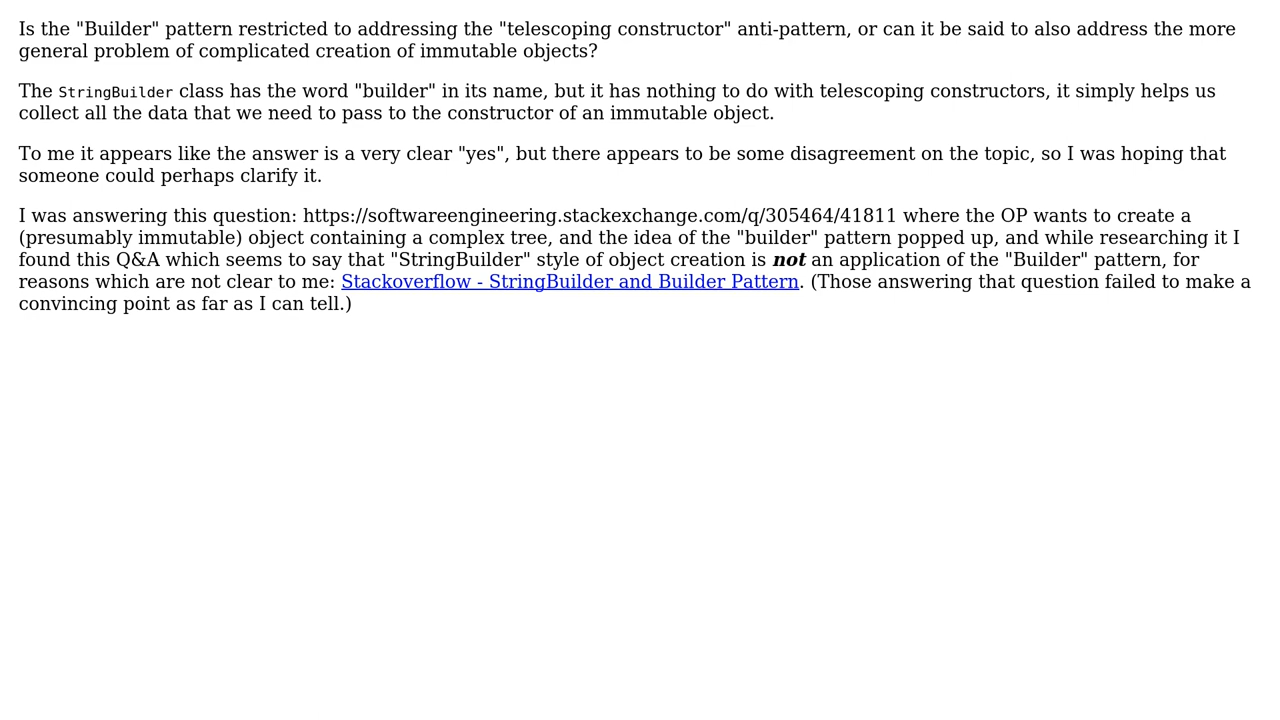 Is the "Builder" pattern restricted to addressing the "telescoping constructor" anti-pattern, or can it be said to also address the more
general problem of complicated creation of immutable objects?
The StringBuilder class has the word "builder" in its name, but it has nothing to do with telescoping constructors, it simply helps us
collect all the data that we need to pass to the constructor of an immutable object.
To me it appears like the answer is a very clear "yes", but there appears to be some disagreement on the topic, so I was hoping that
someone could perhaps clarify it.
I was answering this question: https://softwareengineering.stackexchange.com/q/305464/41811 where the OP wants to create a
(presumably immutable) object containing a complex tree, and the idea of the "builder" pattern popped up, and while researching it I
found this Q&A which seems to say that "StringBuilder" style of object creation is not an application of the "Builder" pattern, for
reasons which are not clear to me: Stackoverflow - StringBuilder and Builder Pattern. (Those answering that question failed to make a
convincing point as far as I can tell.)